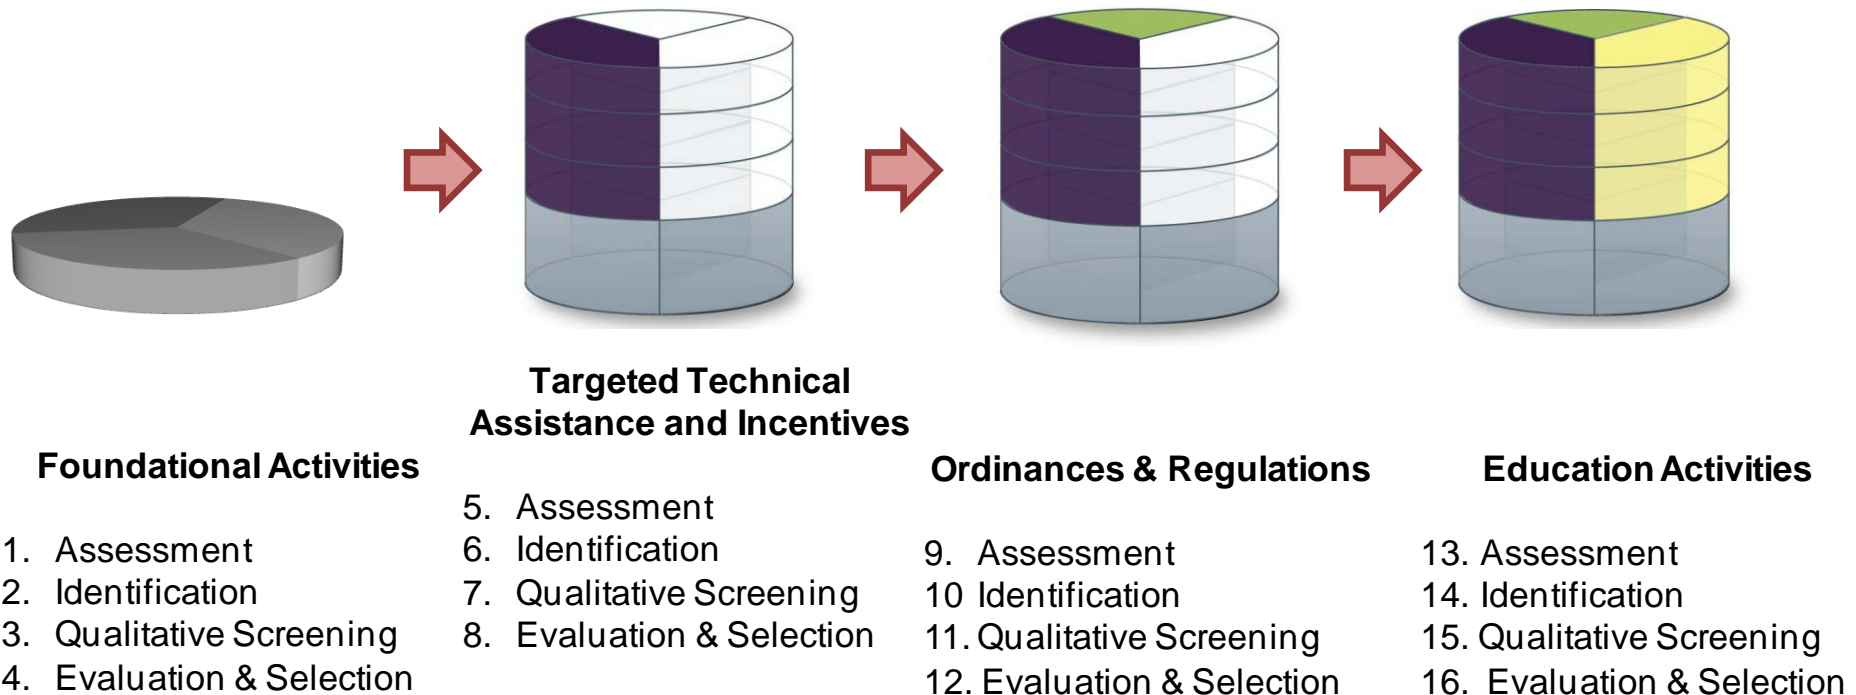 Foundational Activities
1. Assessment
2. Identification
3. Qualitative Screening
4. Evaluation & Selection
Targeted Technical
Assistance and Incentives
5. Assessment
6. Identification
7. Qualitative Screening
8. Evaluation & Selection
Ordinances & Regulations
9. Assessment
10 Identification
11. Qualitative Screening
12. Evaluation & Selection
Education Activities
13. Assessment
14. Identification
15. Qualitative Screening
16. Evaluation & Selection